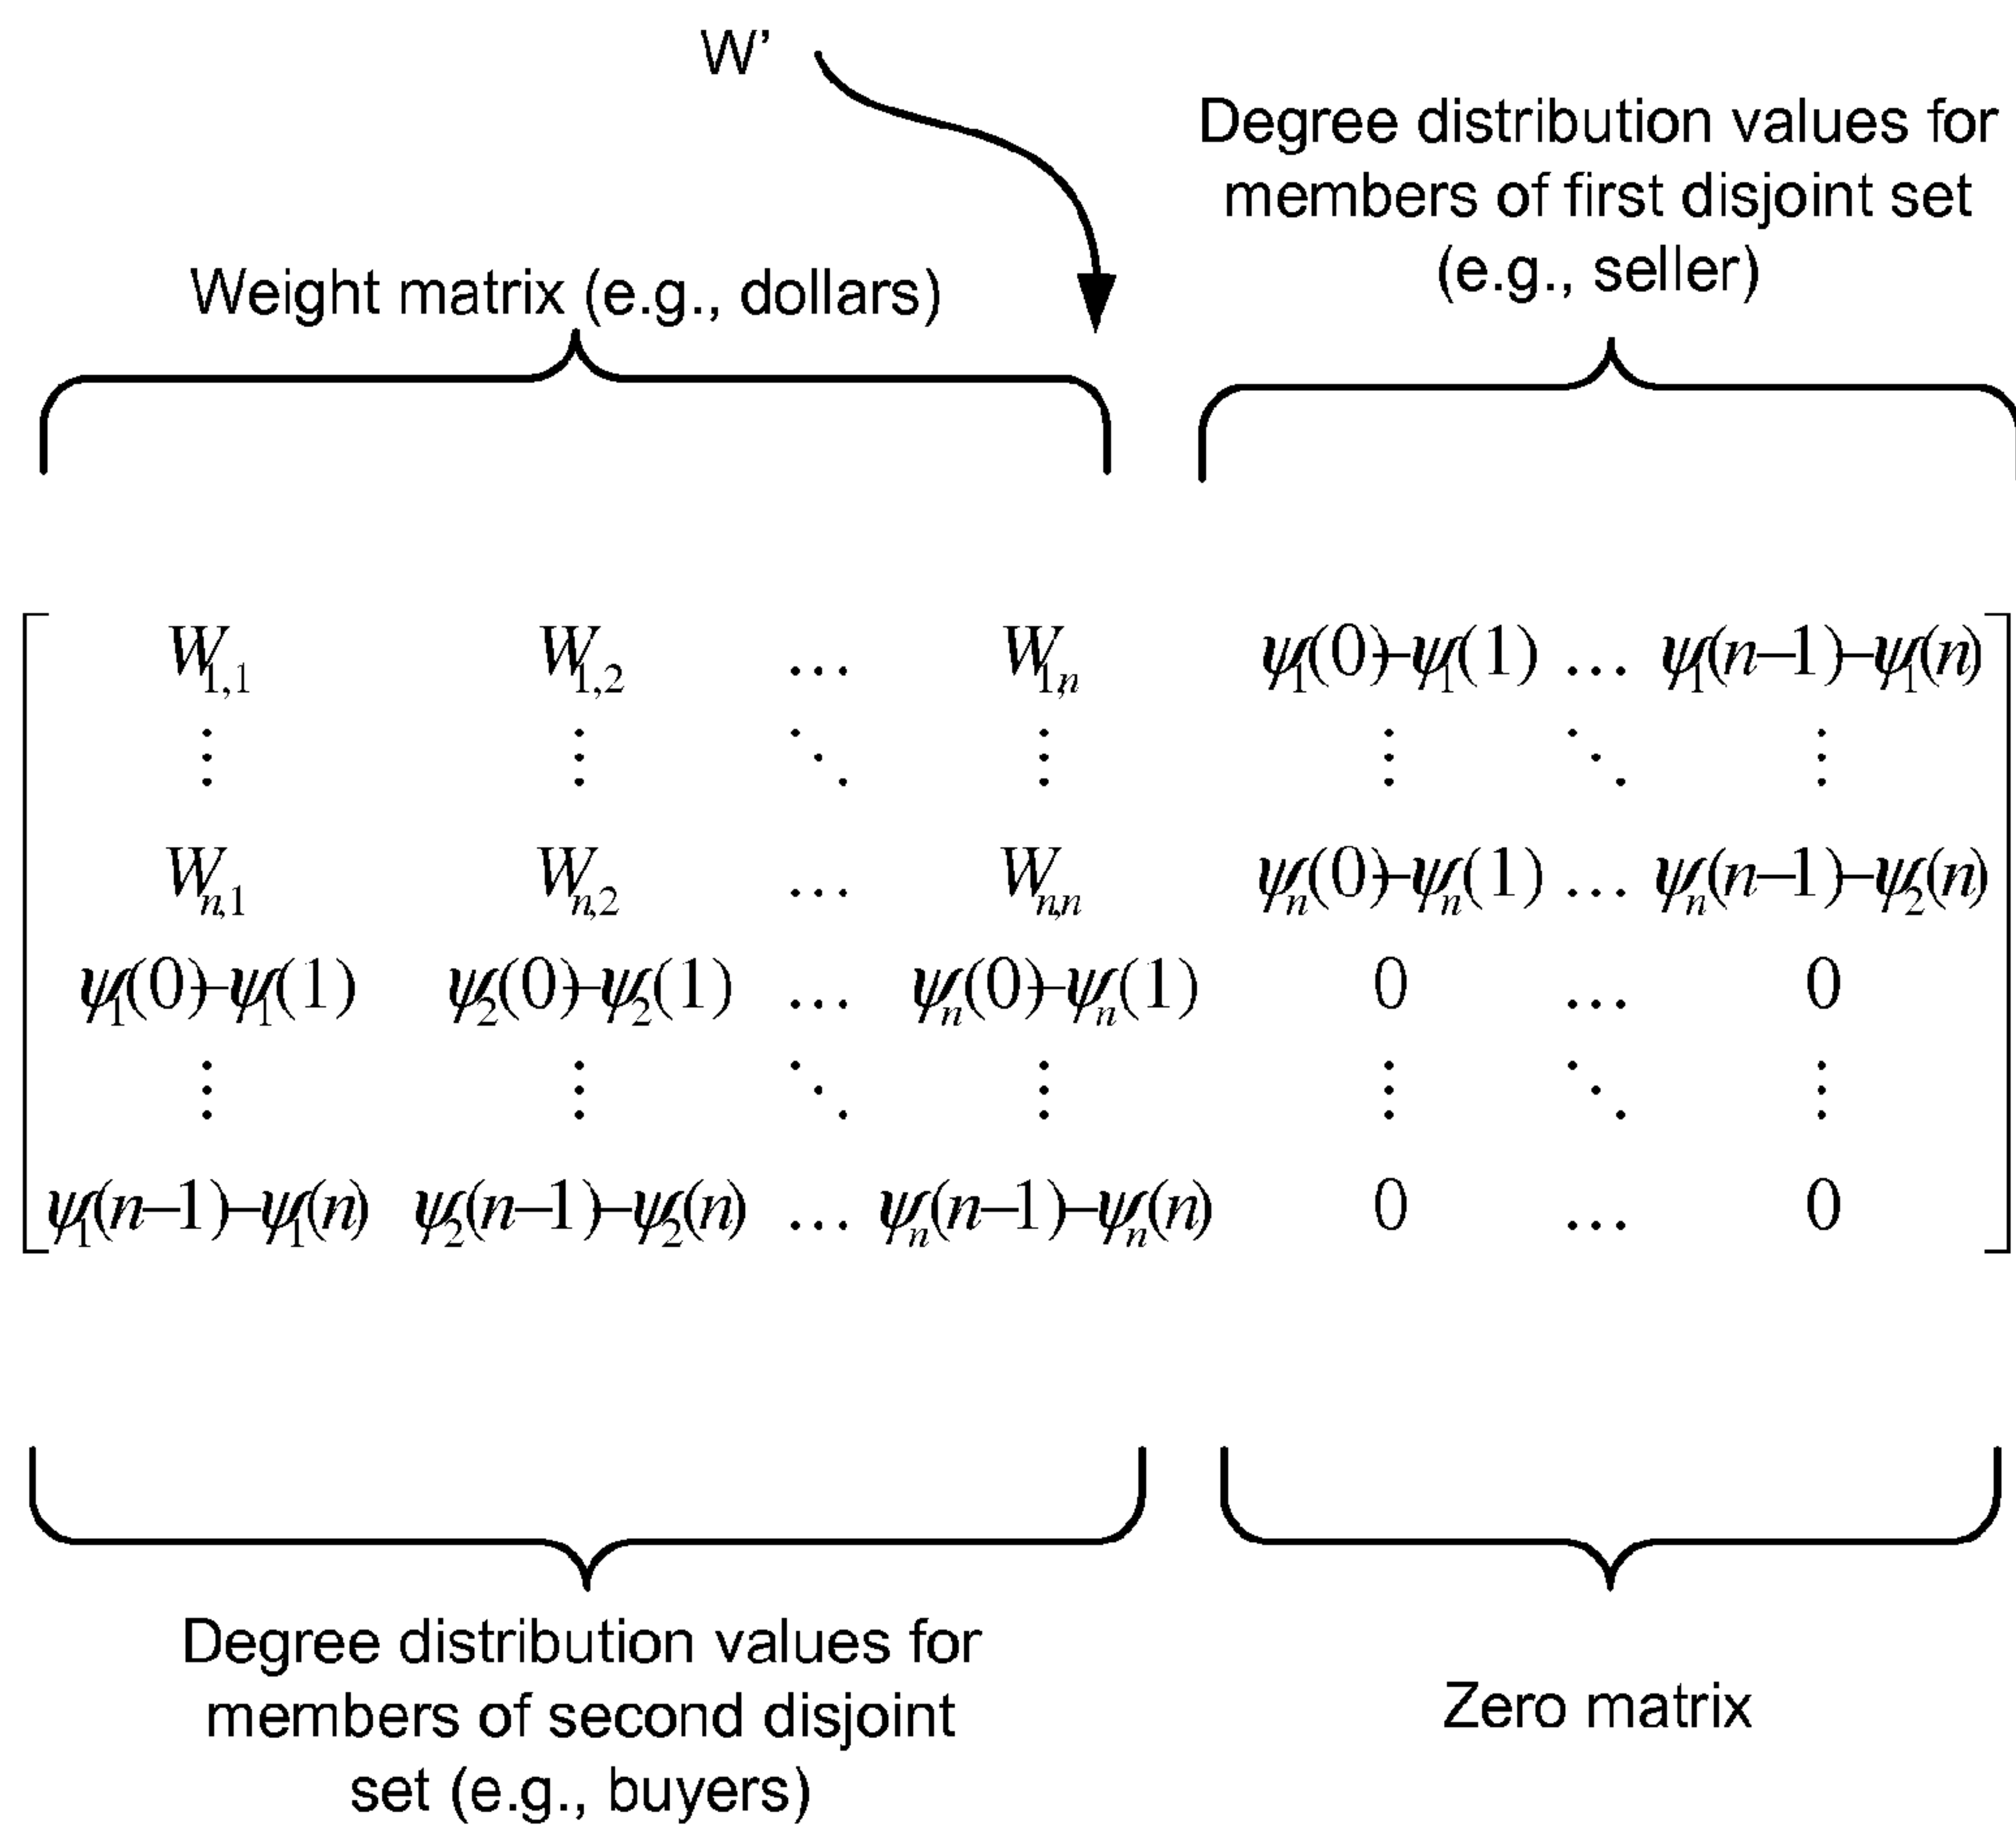 W'
Degree distribution values for
members of first disjoint set
(e.g., seller)
Weight matrix (e.g., dollars)
W1,1 W1,2 ... W1,n ψ1(0)–ψ1(1) ... ψ1(n–1)–ψ1(n)
⋮ ⋮ ⋱ ⋮ ⋮ ⋱ ⋮
Wn,1 Wn,2 ... Wn,n ψn(0)–ψn(1) ... ψn(n–1)–ψ2(n)
ψ1(0)–ψ1(1) ψ2(0)–ψ2(1) ... ψn(0)–ψn(1) 0 ... 0
⋮ ⋮ ⋱ ⋮ ⋮ ⋱ ⋮
ψ1(n–1)–ψ1(n) ψ2(n–1)–ψ2(n) ... ψn(n–1)–ψn(n) 0 ... 0
Degree distribution values for
members of second disjoint
set (e.g., buyers)
Zero matrix